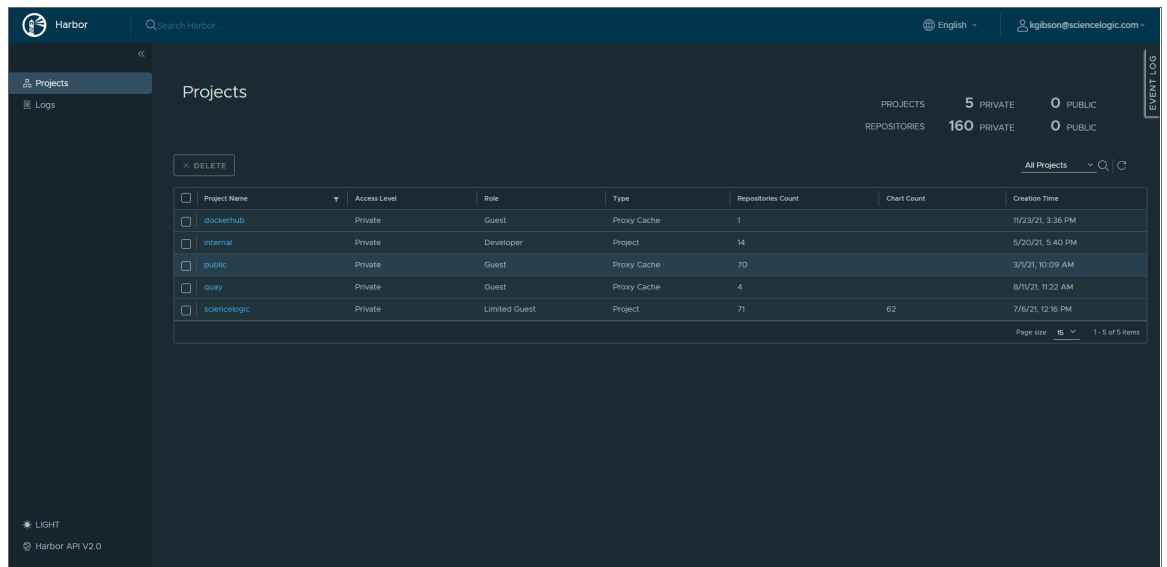 Harbor
Search Harbor...
English
kgibson@sciencelogic.com
EVENT LOG
Projects
Logs
Projects
PROJECTS 5 PRIVATE 0 PUBLIC
REPOSITORIES 160 PRIVATE 0 PUBLIC
× DELETE
All Projects
Project Name Access Level Role Type Repositories Count Chart Count Creation Time
dockerhub Private Guest Proxy Cache 1 11/23/21, 3:36 PM
internal Private Developer Project 14 5/20/21, 5:40 PM
public Private Guest Proxy Cache 70 3/1/21, 10:09 AM
quay Private Guest Proxy Cache 4 8/11/21, 11:22 AM
sciencelogic Private Limited Guest Project 71 62 7/6/21, 12:16 PM
Page size 15 1 - 5 of 5 items
LIGHT
Harbor API V2.0